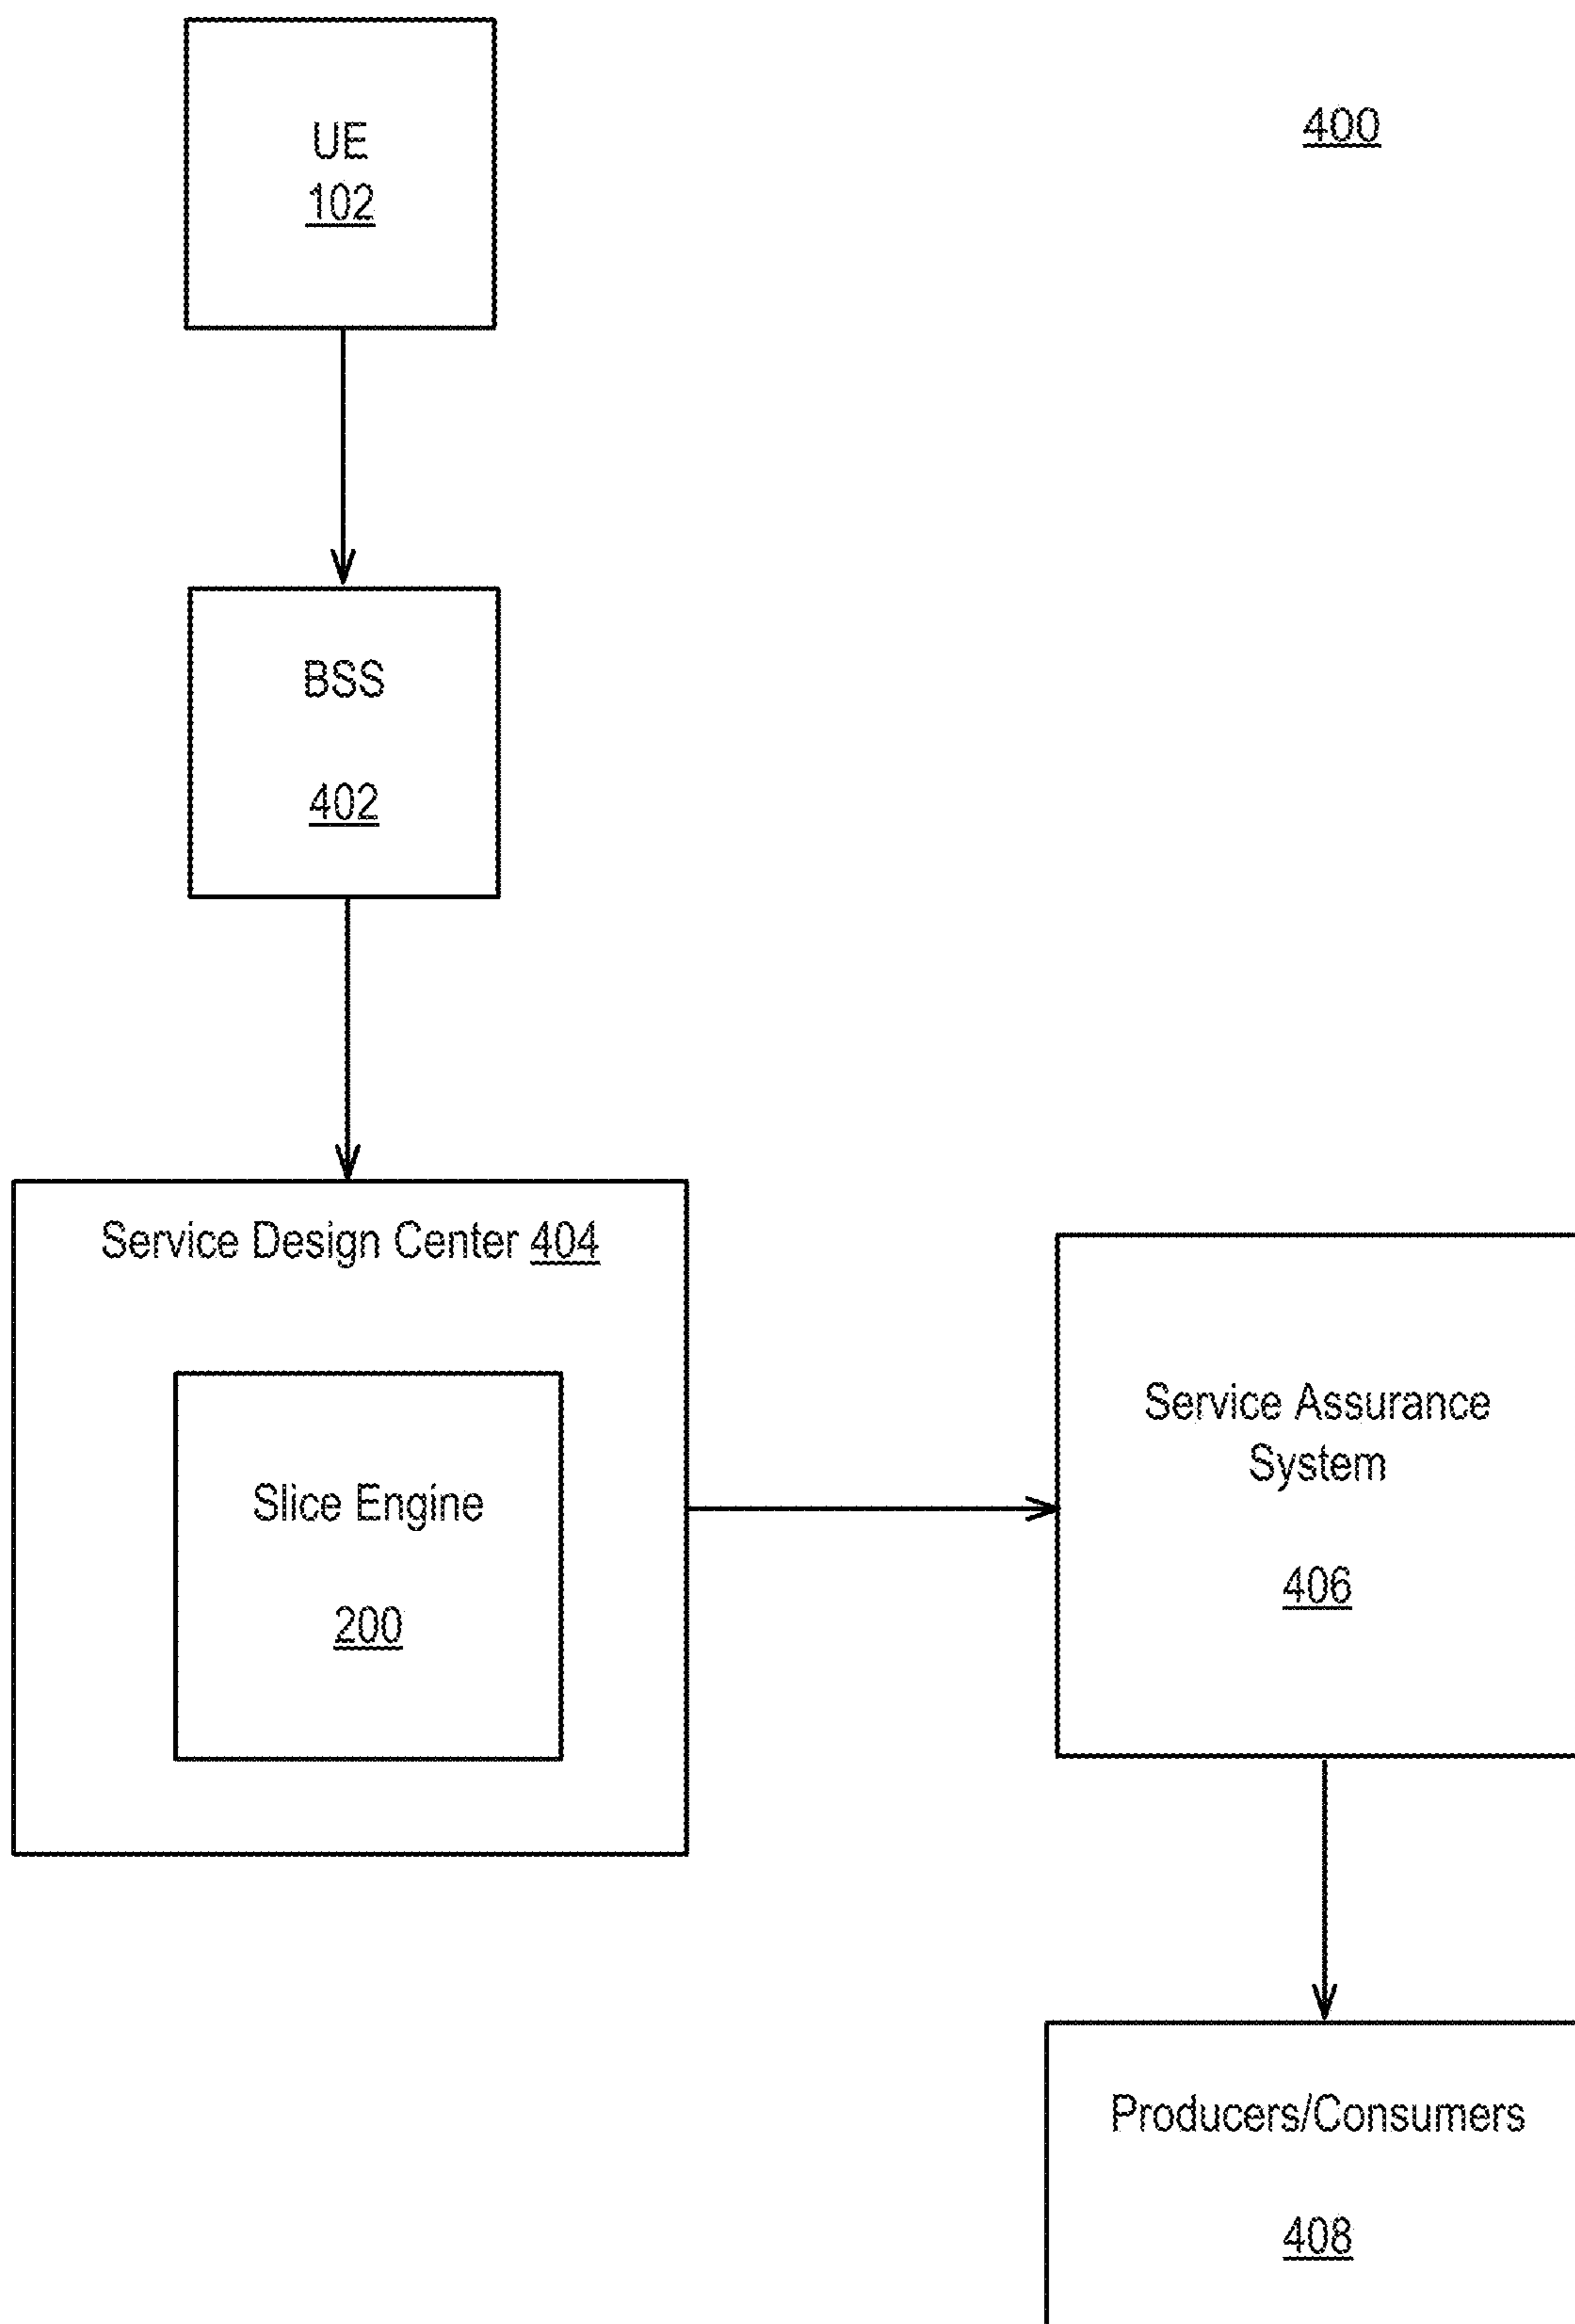 400
UE
102
BSS
402
Service Design Center 404
Slice Engine
200
Service Assurance
System
406
Producers/Consumers
408